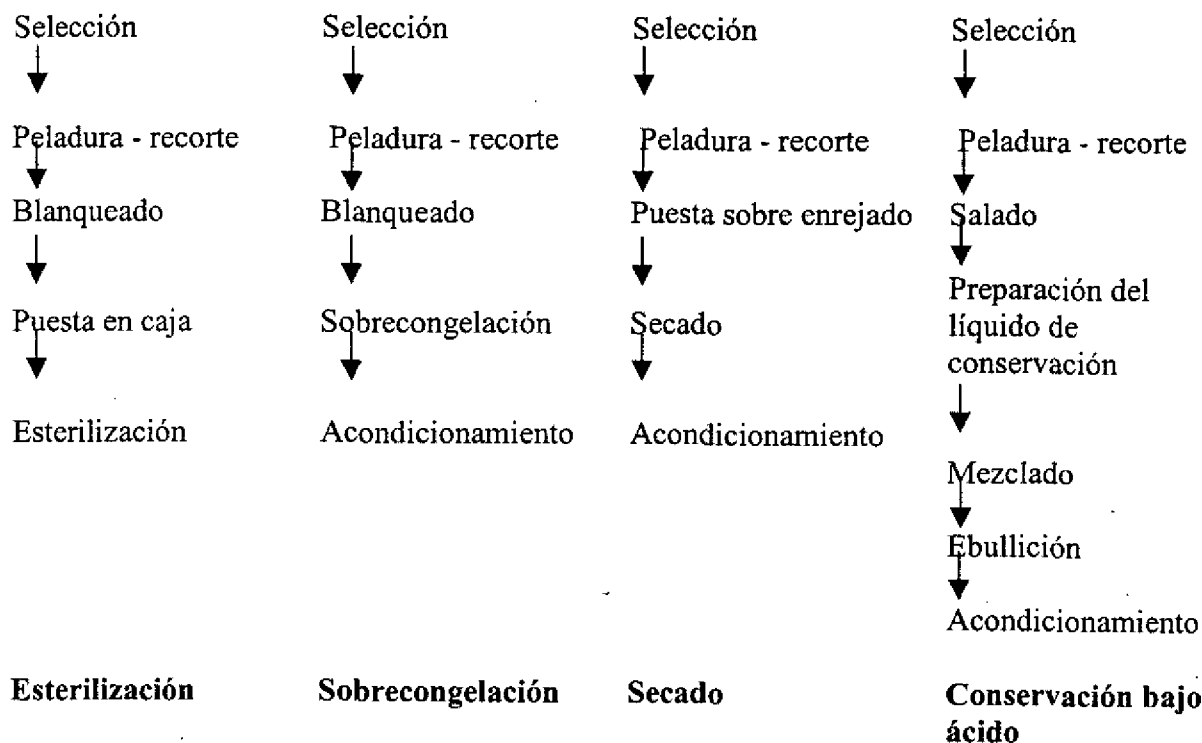 Selección
Peladura - recorte
Blanqueado
Puesta en caja
Esterilización
Esterilización
Selección
Peladura - recorte
Blanqueado
Sobrecongelación
Acondicionamiento
Sobrecongelación
Selección
Peladura - recorte
Puesta sobre enrejado
Secado
Acondicionamiento
Secado
Selección
Peladura - recorte
Salado
Preparación del
líquido de
conservación
Mezclado
Ebullición
Acondicionamiento
Conservación bajo
ácido